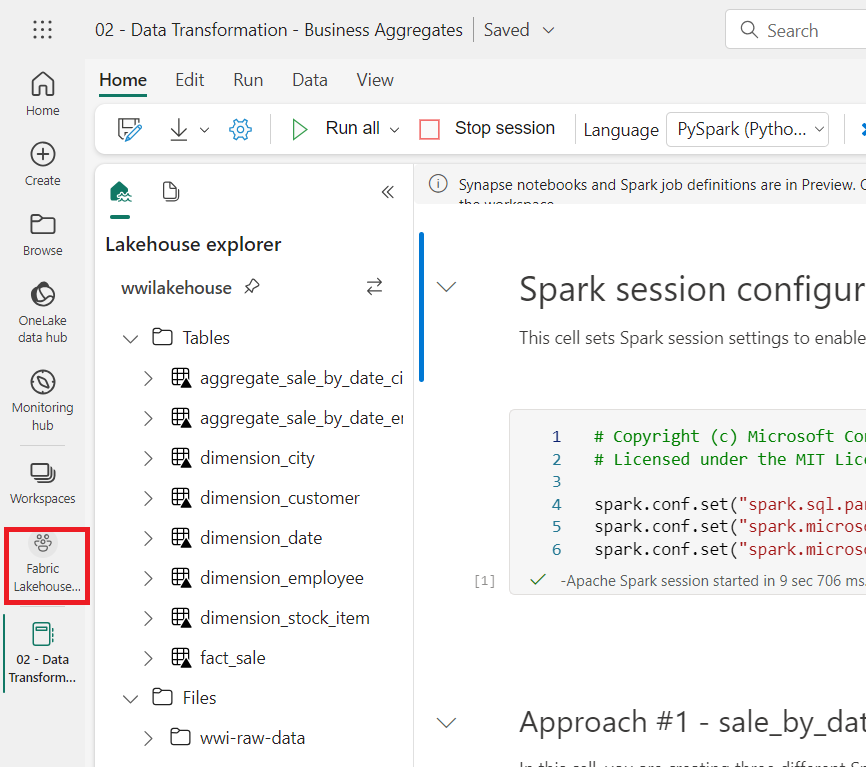 02 - Data Transformation - Business Aggregates
Saved
Search
Home
Edit
Run
Data
View
Run all
Stop session
Language
PySpark (Pytho...
Home
Create
Browse
OneLake
data hub
Monitoring
hub
Workspaces
Fabric
Lakehouse...
02 - Data
Transform...
Lakehouse explorer
wwilakehouse
Tables
aggregate_sale_by_date_ci
aggregate_sale_by_date_er
dimension_city
dimension_customer
dimension_date
dimension_employee
dimension_stock_item
fact_sale
Files
wwi-raw-data
Synapse notebooks and Spark job definitions are in Preview.
the workspace
Spark session configur
This cell sets Spark session settings to enable
1 # Copyright (c) Microsoft Co
2 # Licensed under the MIT Lice
3
4 spark.conf.set("spark.sql.pa
5 spark.conf.set("spark.microso
6 spark.conf.set("spark.microso
[1]
-Apache Spark session started in 9 sec 706 ms.
Approach #1 - sale_by_dat
In this cell, you are creating three different